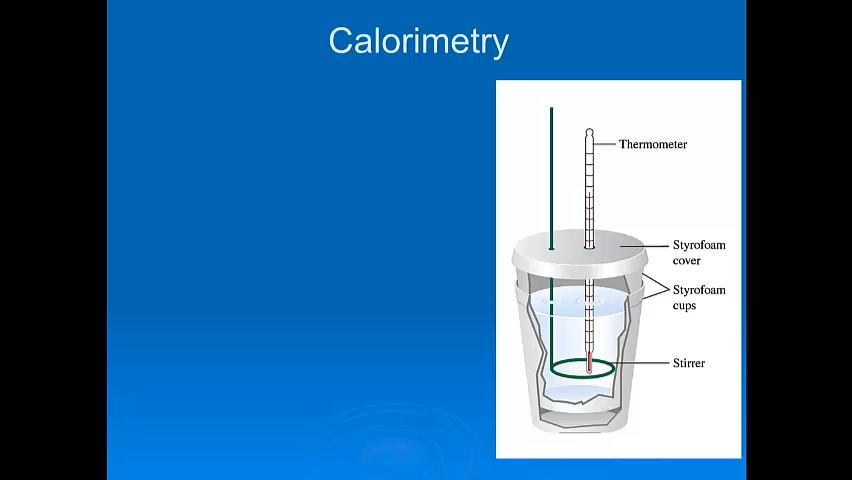 Calorimetry
Thermometer
Styrofoam
cover
Styrofoam
cups
Stirrer